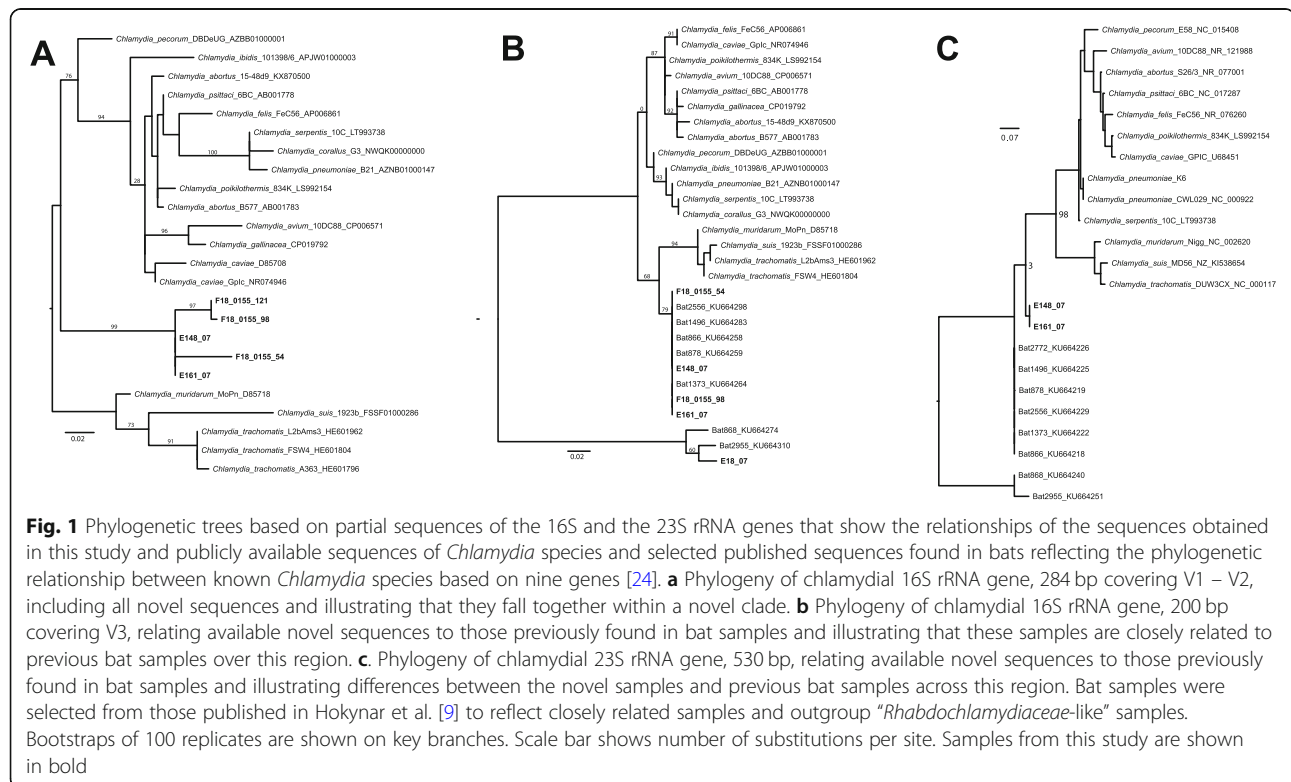 A
Chlamydia_pecorum_DBDeUG_AZBB01000001
76
Chlamydia_ibidis_101398/6_APJW01000003
Chlamydia_abortus_15-48d9_KX870500
Chlamydia_psittaci_6BC_AB001778
94
Chlamydia_felis_FeC56_AP006861
Chlamydia_serpentis_10C_LT993738
Chlamydia_corallus_G3_NWQK00000000
100
Chlamydia_pneumoniae_B21_AZNB01000147
28
Chlamydia_poikilothermis_834K_LS992154
Chlamydia_abortus_B577_AB001783
Chlamydia_avium_10DC88_CP006571
96
Chlamydia_gallinacea_CP019792
Chlamydia_caviae_D85708
Chlamydia_caviae_GpIc_NR074946
F18_0155_121
97
F18_0155_98
99
E148_07
F18_0155_54
E161_07
Chlamydia_muridarum_MoPn_D85718
Chlamydia_suis_1923b_FSSF01000286
73
0.02
Chlamydia_trachomatis_L2bAms3_HE601962
91
Chlamydia_trachomatis_FSW4_HE601804
Chlamydia_trachomatis_A363_HE601796
B
Chlamydia_felis_FeC56_AP006861
91
Chlamydia_caviae_GpIc_NR074946
87
Chlamydia_poikilothermis_834K_LS992154
Chlamydia_avium_10DC88_CP006571
Chlamydia_psittaci_6BC_AB001778
0
92
Chlamydia_gallinacea_CP019792
Chlamydia_abortus_15-48d9_KX870500
Chlamydia_abortus_B577_AB001783
Chlamydia_pecorum_DBDeUG_AZBB01000001
Chlamydia_ibidis_101398/6_APJW01000003
93
Chlamydia_pneumoniae_B21_AZNB01000147
Chlamydia_serpentis_10C_LT993738
Chlamydia_corallus_G3_NWQK00000000
Chlamydia_muridarum_MoPn_D85718
94
Chlamydia_suis_1923b_FSSF01000286
Chlamydia_trachomatis_L2bAms3_HE601962
68
Chlamydia_trachomatis_FSW4_HE601804
F18_0155_54
79
Bat2556_KU664298
Bat1496_KU664283
Bat866_KU664258
Bat878_KU664259
E148_07
Bat1373_KU664264
F18_0155_98
E161_07
Bat868_KU664274
Bat2955_KU664310
0.02
60
E18_07
C
Chlamydia_pecorum_E58_NC_015408
Chlamydia_avium_10DC88_NR_121988
Chlamydia_abortus_S26/3_NR_077001
Chlamydia_psittaci_6BC_NC_017287
Chlamydia_felis_FeC56_NR_076260
0.07
Chlamydia_poikilothermis_834K_LS992154
Chlamydia_caviae_GPIC_U68451
Chlamydia_pneumoniae_K6
Chlamydia_pneumoniae_CWL029_NC_000922
98
Chlamydia_serpentis_10C_LT993738
Chlamydia_muridarum_Nigg_NC_002620
3
Chlamydia_suis_MD56_NZ_KI538654
Chlamydia_trachomatis_DUW3CX_NC_000117
E148_07
E161_07
Bat2772_KU664226
Bat1496_KU664225
Bat878_KU664219
Bat2556_KU664229
Bat1373_KU664222
Bat866_KU664218
Bat868_KU664240
Bat2955_KU664251
Fig. 1 Phylogenetic trees based on partial sequences of the 16S and the 23S rRNA genes that show the relationships of the sequences obtained
in this study and publicly available sequences of Chlamydia species and selected published sequences found in bats reflecting the phylogenetic
relationship between known Chlamydia species based on nine genes [24]. a Phylogeny of chlamydial 16S rRNA gene, 284 bp covering V1 – V2,
including all novel sequences and illustrating that they fall together within a novel clade. b Phylogeny of chlamydial 16S rRNA gene, 200 bp
covering V3, relating available novel sequences to those previously found in bat samples and illustrating that these samples are closely related to
previous bat samples over this region. c. Phylogeny of chlamydial 23S rRNA gene, 530 bp, relating available novel sequences to those previously
found in bat samples and illustrating differences between the novel samples and previous bat samples across this region. Bat samples were
selected from those published in Hokynar et al. [9] to reflect closely related samples and outgroup “Rhabdochlamydiaceae-like” samples.
Bootstraps of 100 replicates are shown on key branches. Scale bar shows number of substitutions per site. Samples from this study are shown
in bold